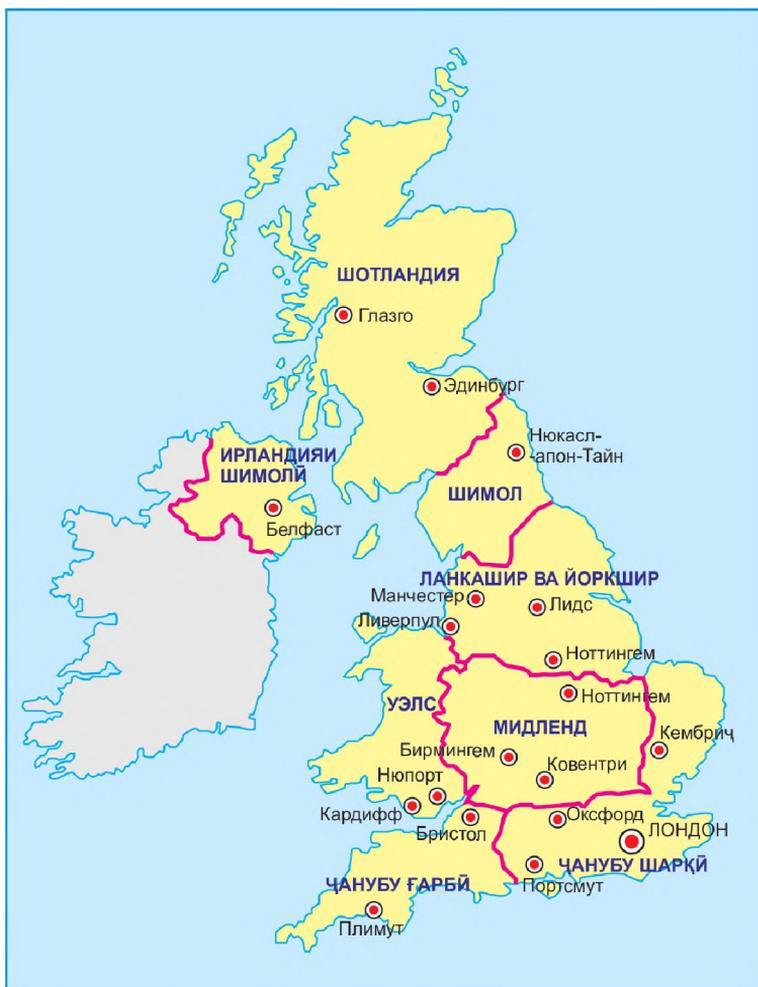 ШОТЛАНДИЯ
Глазго
Эдинбург
Нюкасл-
-апон-Тайн
ИРЛАНДИЯИ
ШИМОЛӢ
Белфаст
ШИМОЛ
ЛАНКАШИР ВА ЙОРКШИР
Манчестер
Лидс
Ливерпул
Ноттингем
Ноттингем
УЭЛС
МИДЛЕНД
Кембриҷ
Бирмингем
Ковентри
Нюпорт
Кардифф
Бристол
Оксфорд
ЛОНДОН
ҶАНУБУ ШАРҚӢ
Портсмут
ҶАНУБУ ҒАРБӢ
Плимут